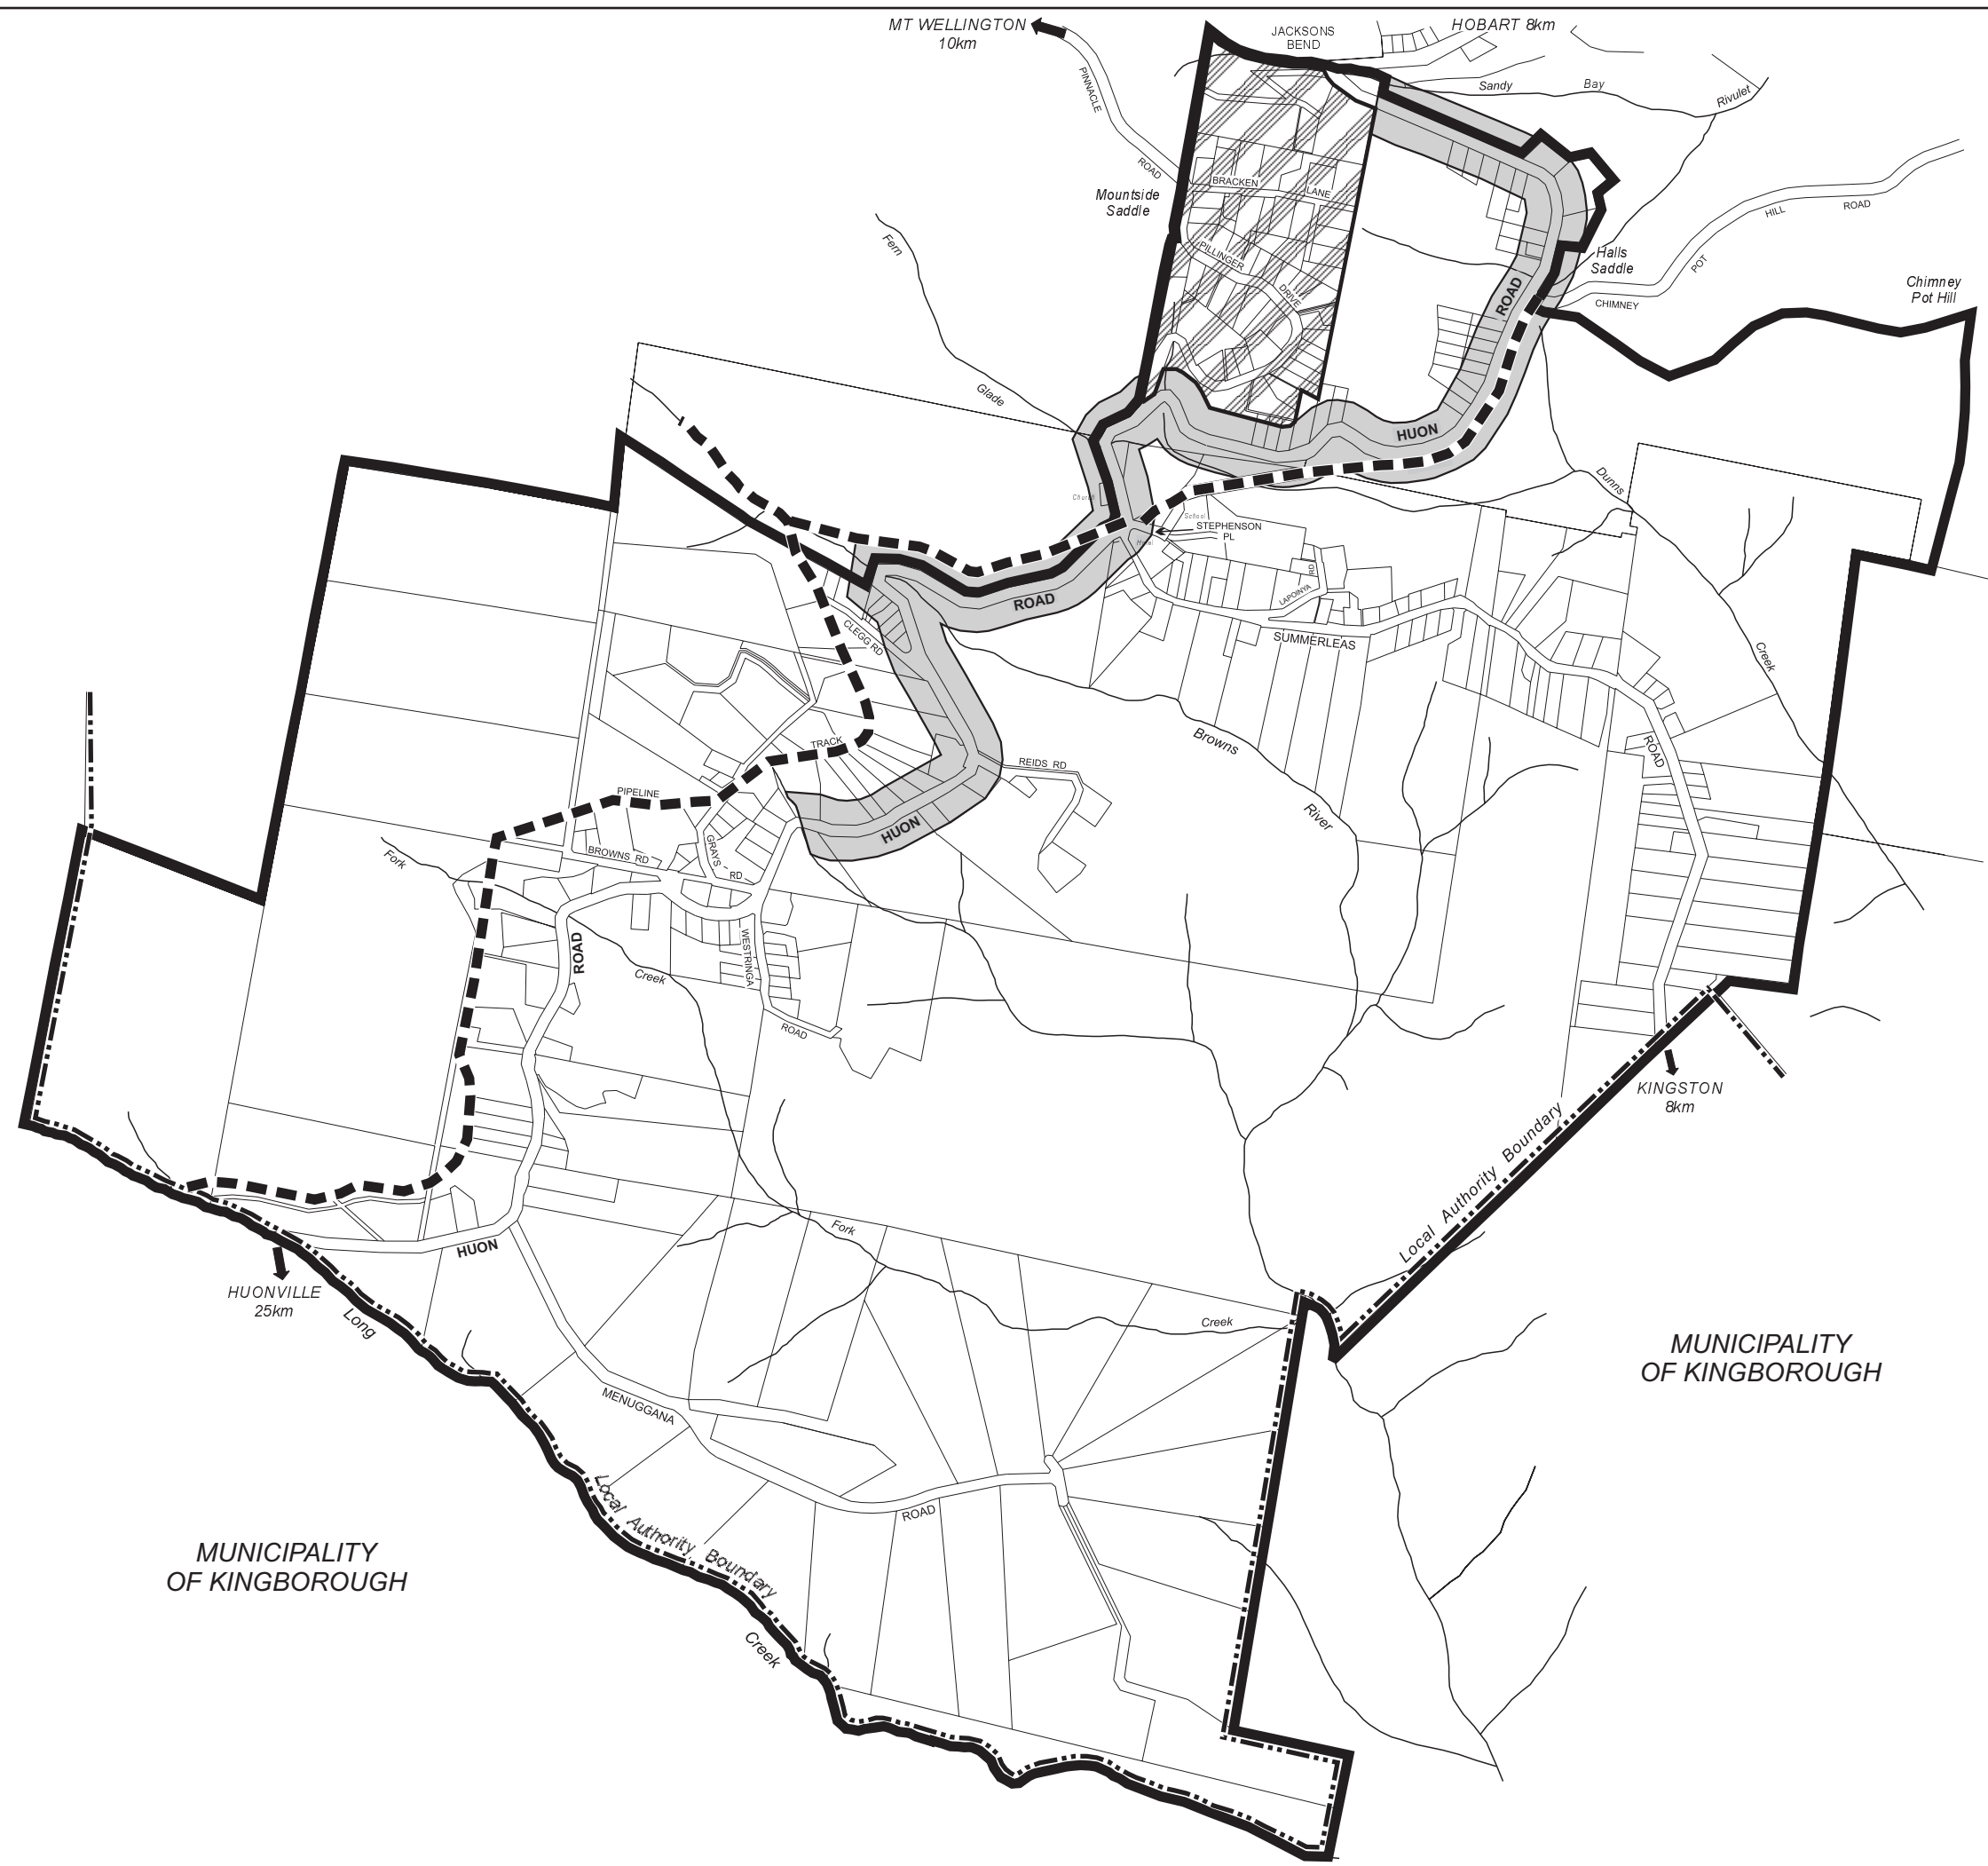 MT WELLINGTON
10km
JACKSONS
BEND
HOBART 8km
PINNACLE
ROAD
Sandy
Bay
Rivulet
Mountside
Saddle
BRACKEN
LANE
HILL
ROAD
POT
CHIMNEY
Halls
Saddle
Chimney
Pot Hill
PILLINGER
DRIVE
ROAD
HUON
Fern
Glade
Dunns
Creek
Church
School
Hotel
STEPHENSON
PL
LAPOINYA
RD
SUMMERLEAS
ROAD
ROAD
CLEGG RD
Browns
River
TRACK
PIPELINE
REIDS RD
HUON
GRAYS
RD
BROWNS RD
Fork
Creek
ROAD
WESTRINGA
ROAD
KINGSTON
8km
Local Authority Boundary
HUON
HUONVILLE
25km
Long
Fork
Creek
MUNICIPALITY
OF KINGBOROUGH
MENUGGANA
ROAD
Local Authority Boundary
Creek
MUNICIPALITY
OF KINGBOROUGH